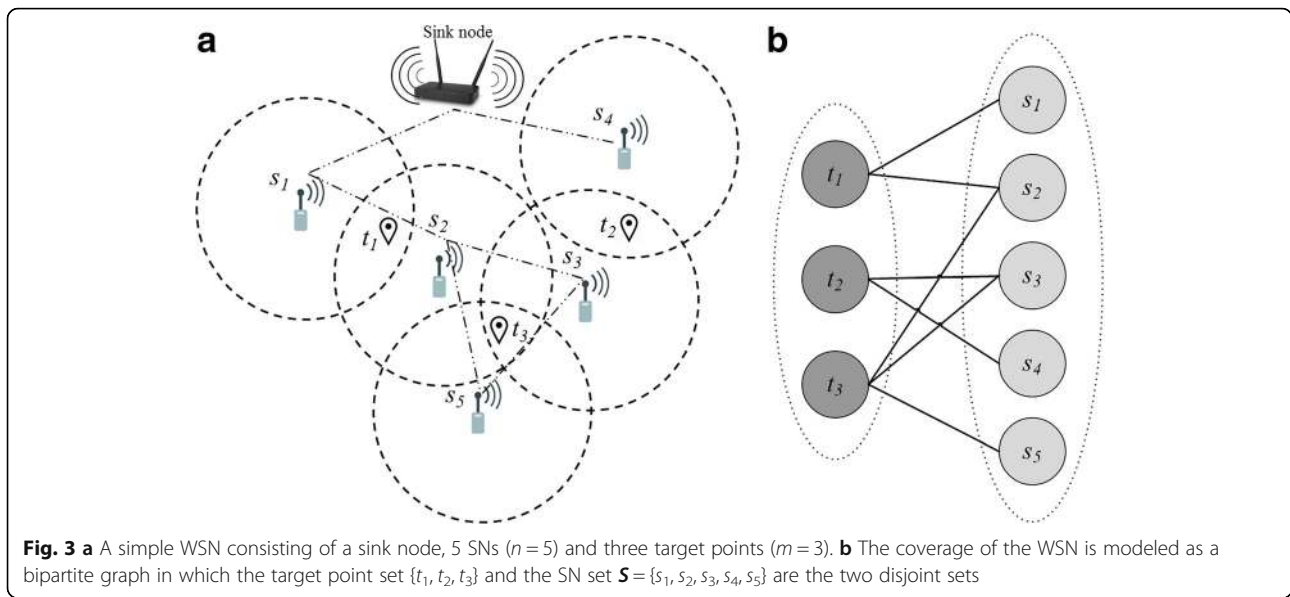 a
b
Sink node
s4
s1
s2
t1
t2
s3
t3
s5
t1
t2
t3
s1
s2
s3
s4
s5
Fig. 3 a A simple WSN consisting of a sink node, 5 SNs (n = 5) and three target points (m = 3). b The coverage of the WSN is modeled as a
bipartite graph in which the target point set {t1, t2, t3} and the SN set S = {s1, s2, s3, s4, s5} are the two disjoint sets